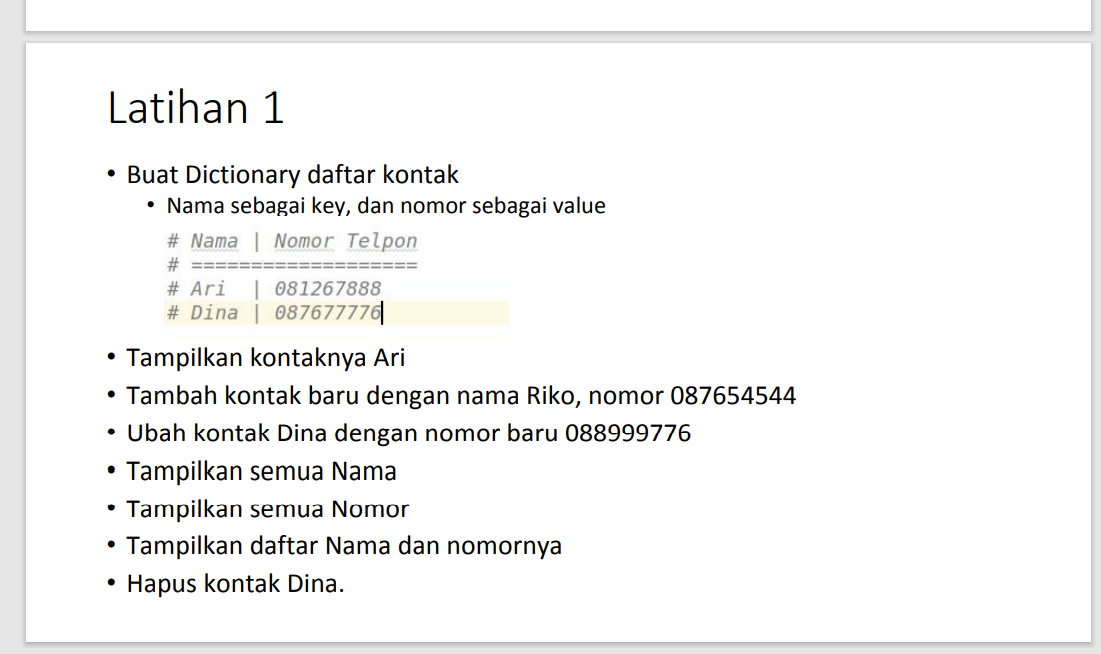 Latihan 1
• Buat Dictionary daftar kontak
• Nama sebagai key, dan nomor sebagai value
# Nama | Nomor Telpon
# ===================
# Ari | 081267888
# Dina | 087677776
• Tampilkan kontaknya Ari
• Tambah kontak baru dengan nama Riko, nomor 087654544
• Ubah kontak Dina dengan nomor baru 088999776
• Tampilkan semua Nama
• Tampilkan semua Nomor
• Tampilkan daftar Nama dan nomornya
• Hapus kontak Dina.